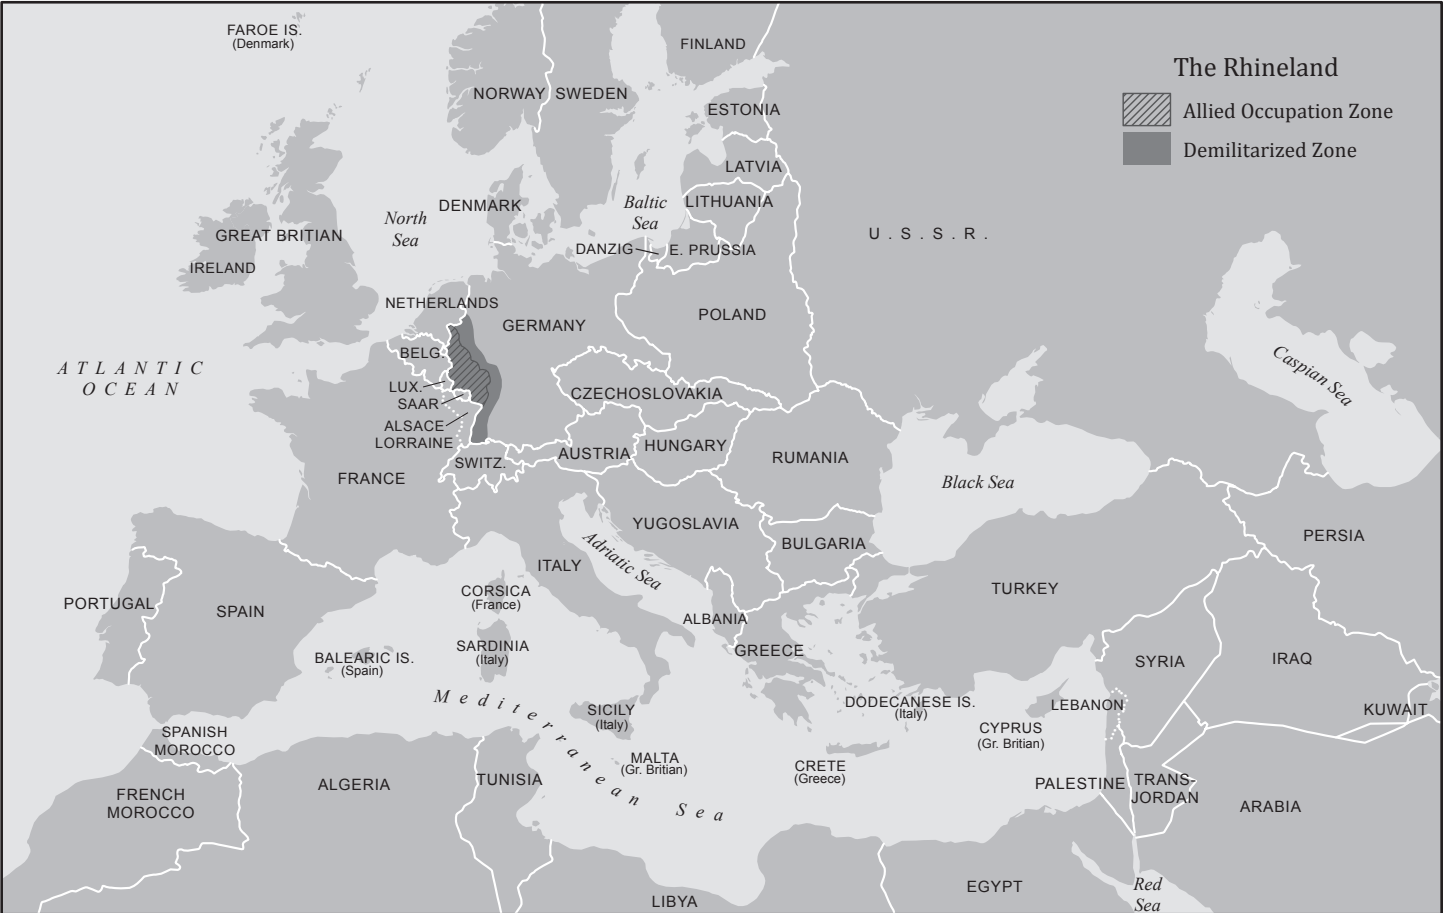 FAROE IS.
(Denmark)
FINLAND
The Rhineland
Allied Occupation Zone
Demilitarized Zone
NORWAY
SWEDEN
ESTONIA
LATVIA
LITHUANIA
Baltic
Sea
DENMARK
North
Sea
GREAT BRITIAN
IRELAND
DANZIG
E. PRUSSIA
U.S.S.R.
NETHERLANDS
GERMANY
POLAND
BELG.
ATLANTIC
OCEAN
LUX.
SAAR
ALSACE
LORRAINE
CZECHOSLOVAKIA
Caspian Sea
SWITZ.
AUSTRIA
HUNGARY
RUMANIA
FRANCE
Black Sea
YUGOSLAVIA
BULGARIA
PERSIA
ITALY
Adriatic Sea
TURKEY
CORSICA
(France)
PORTUGAL
SPAIN
ALBANIA
GREECE
SARDINIA
(Italy)
BALEARIC IS.
(Spain)
SYRIA
IRAQ
Mediterranean Sea
SICILY
(Italy)
DODECANESE IS.
(Italy)
LEBANON
KUWAIT
CYPRUS
(Gr. Britian)
SPANISH
MOROCCO
MALTA
(Gr. Britian)
CRETE
(Greece)
ALGERIA
TUNISIA
PALESTINE
TRANS-
JORDAN
FRENCH
MOROCCO
ARABIA
EGYPT
Red
Sea
LIBYA